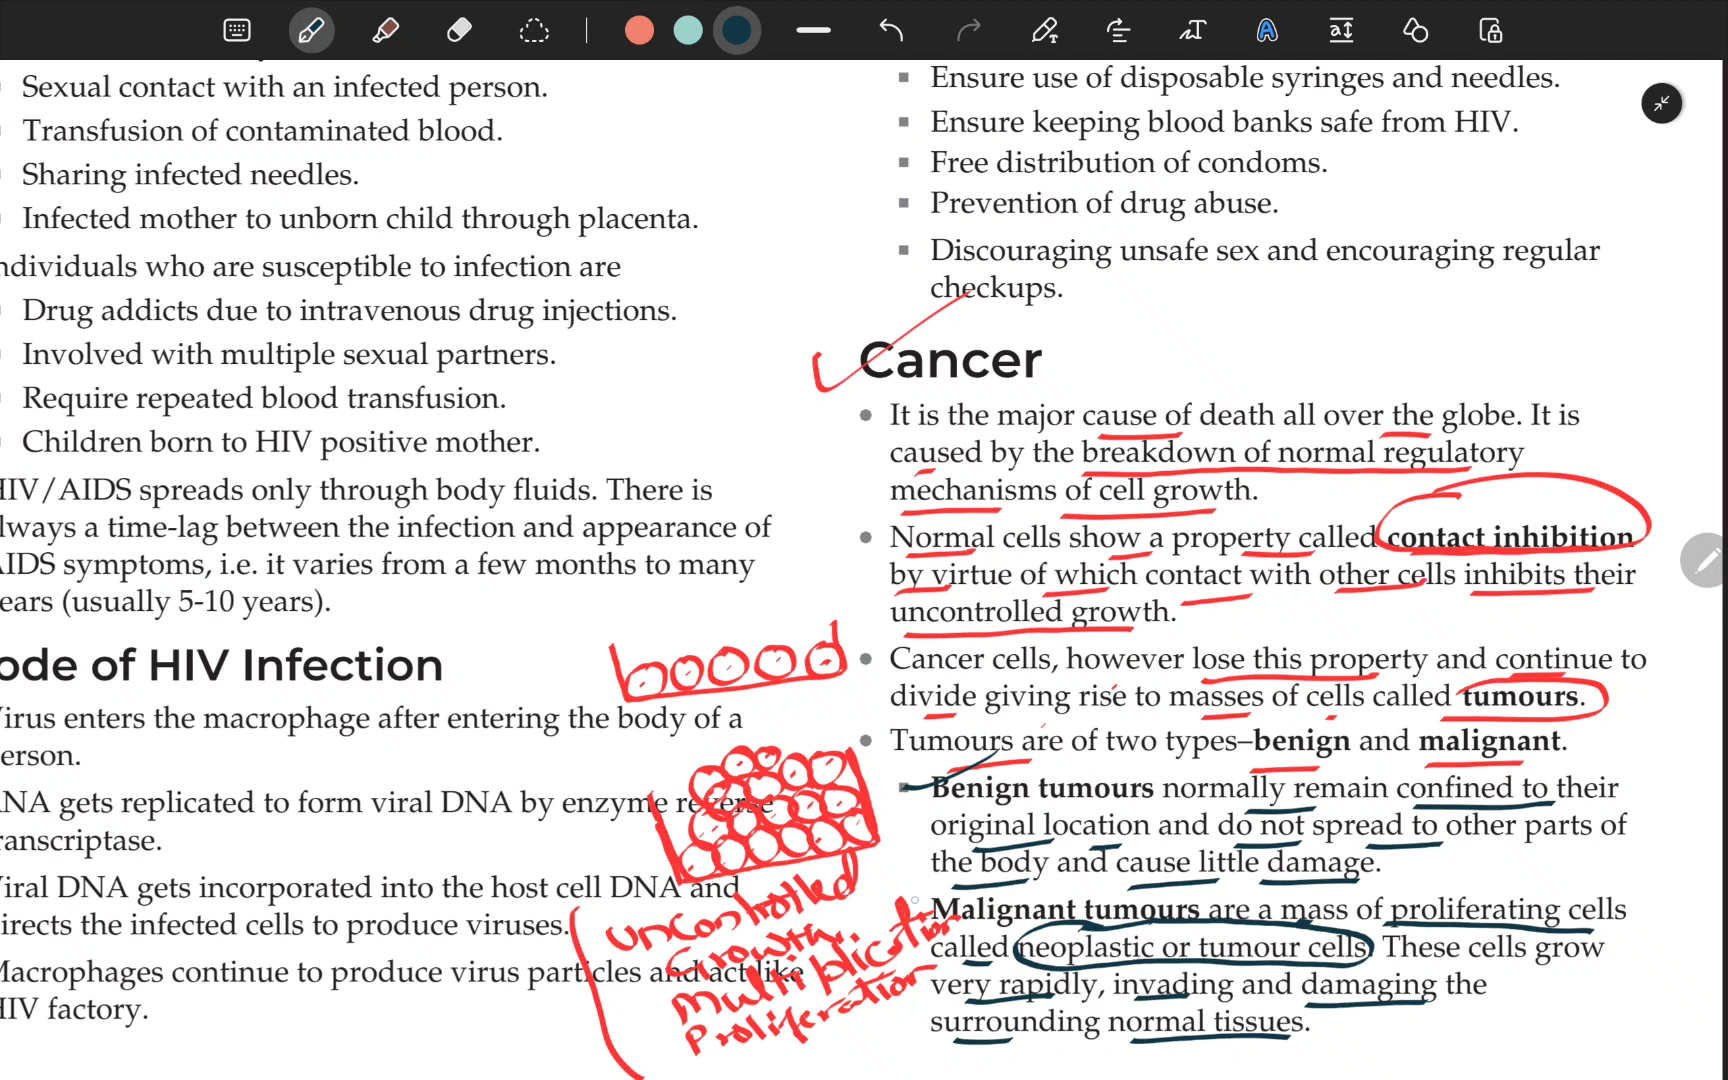 Sexual contact with an infected person.
Transfusion of contaminated blood.
Sharing infected needles.
Infected mother to unborn child through placenta.
ndividuals who are susceptible to infection are
Drug addicts due to intravenous drug injections.
Involved with multiple sexual partners.
Require repeated blood transfusion.
Children born to HIV positive mother.
HIV/AIDS spreads only through body fluids. There is
lways a time-lag between the infection and appearance of
AIDS symptoms, i.e. it varies from a few months to many
ears (usually 5-10 years).
ode of HIV Infection
Virus enters the macrophage after entering the body of a
erson.
RNA gets replicated to form viral DNA by enzyme reverse
ranscriptase.
Viral DNA gets incorporated into the host cell DNA and
irects the infected cells to produce viruses.
Macrophages continue to produce virus particles and act like
HIV factory.
uncontrolled
Growth.
multiplication
Proliferation
Ensure use of disposable syringes and needles.
Ensure keeping blood banks safe from HIV.
Free distribution of condoms.
Prevention of drug abuse.
Discouraging unsafe sex and encouraging regular
checkups.
Cancer
It is the major cause of death all over the globe. It is
caused by the breakdown of normal regulatory
mechanisms of cell growth.
Normal cells show a property called contact inhibition
by virtue of which contact with other cells inhibits their
uncontrolled growth.
Cancer cells, however lose this property and continue to
divide giving rise to masses of cells called tumours.
Tumours are of two types–benign and malignant.
Benign tumours normally remain confined to their
original location and do not spread to other parts of
the body and cause little damage.
Malignant tumours are a mass of proliferating cells
called neoplastic or tumour cells. These cells grow
very rapidly, invading and damaging the
surrounding normal tissues.